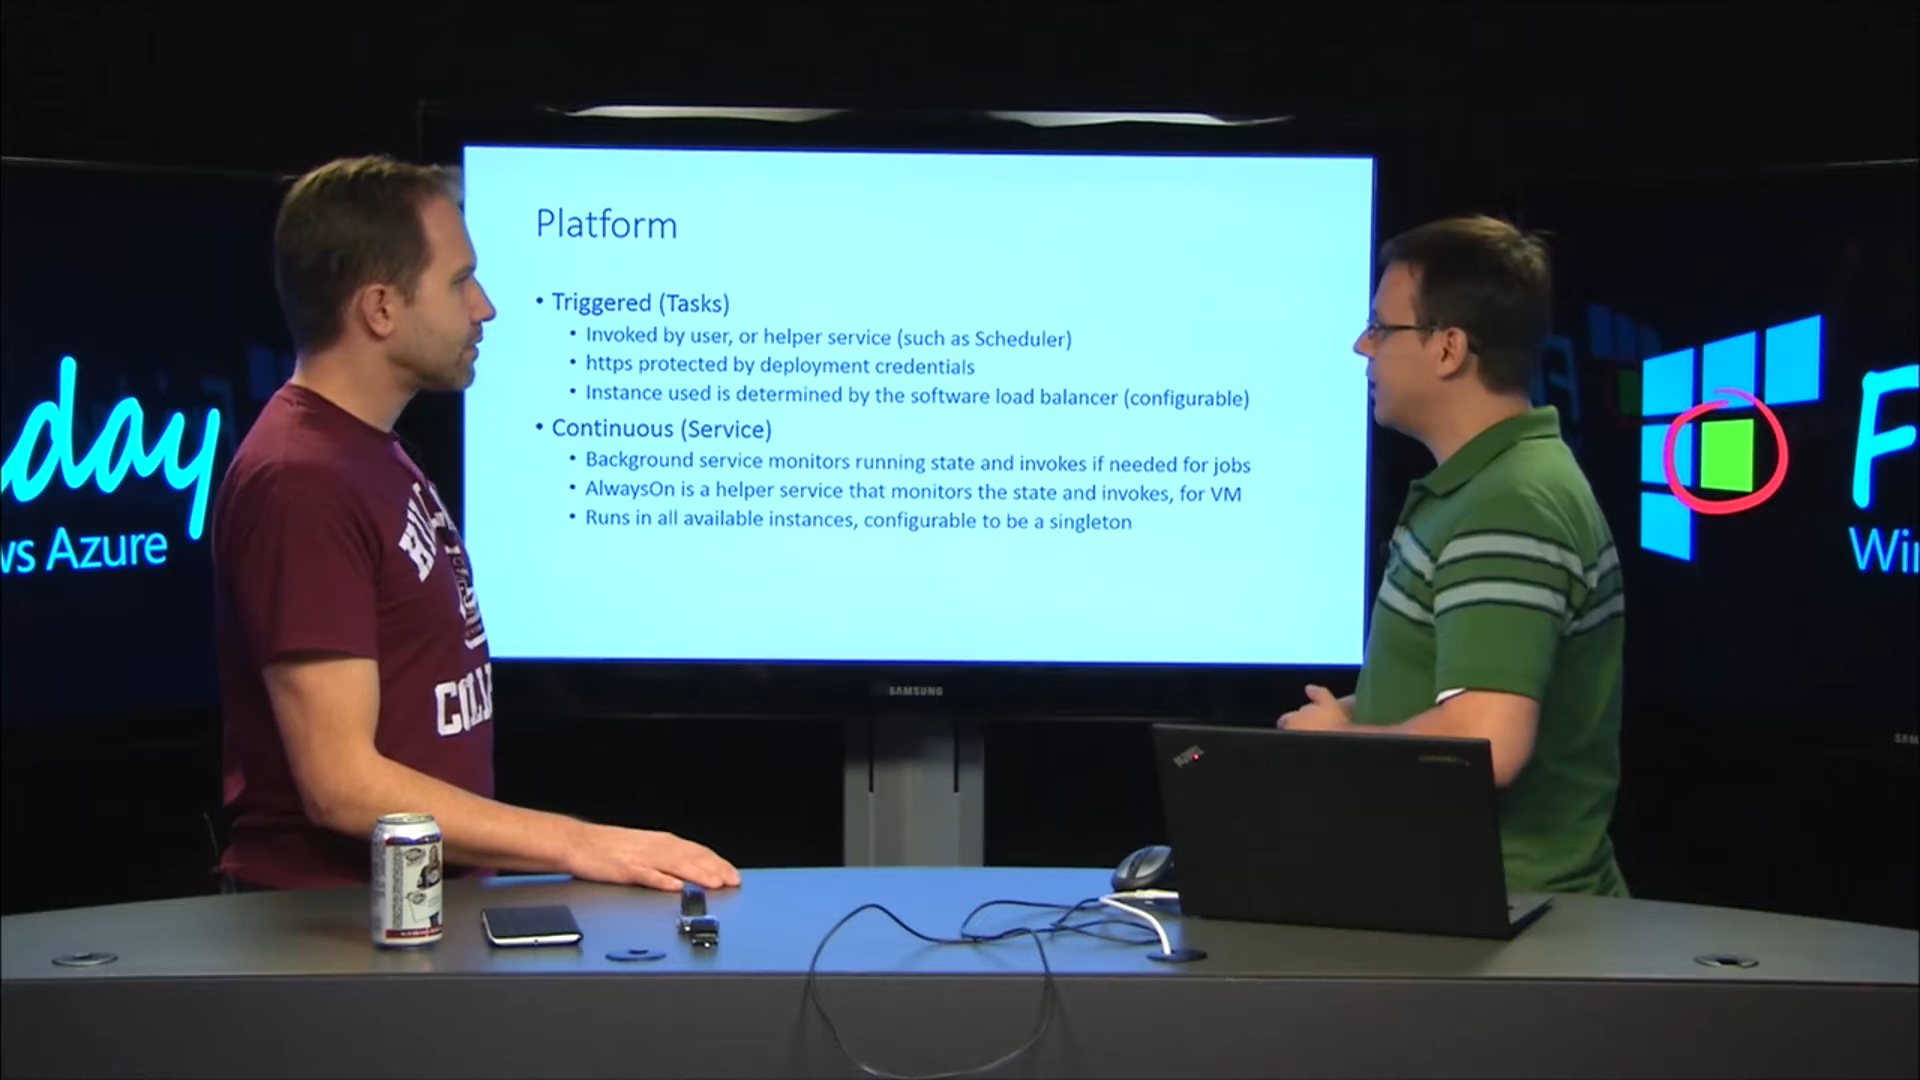 Platform
• Triggered (Tasks)
• Invoked by user, or helper service (such as Scheduler)
• https protected by deployment credentials
• Instance used is determined by the software load balancer (configurable)
• Continuous (Service)
• Background service monitors running state and invokes if needed for jobs
• AlwaysOn is a helper service that monitors the state and invokes, for VM
• Runs in all available instances, configurable to be a singleton
SAMSUNG
day
ws Azure
F
Wi
COLL
SAM